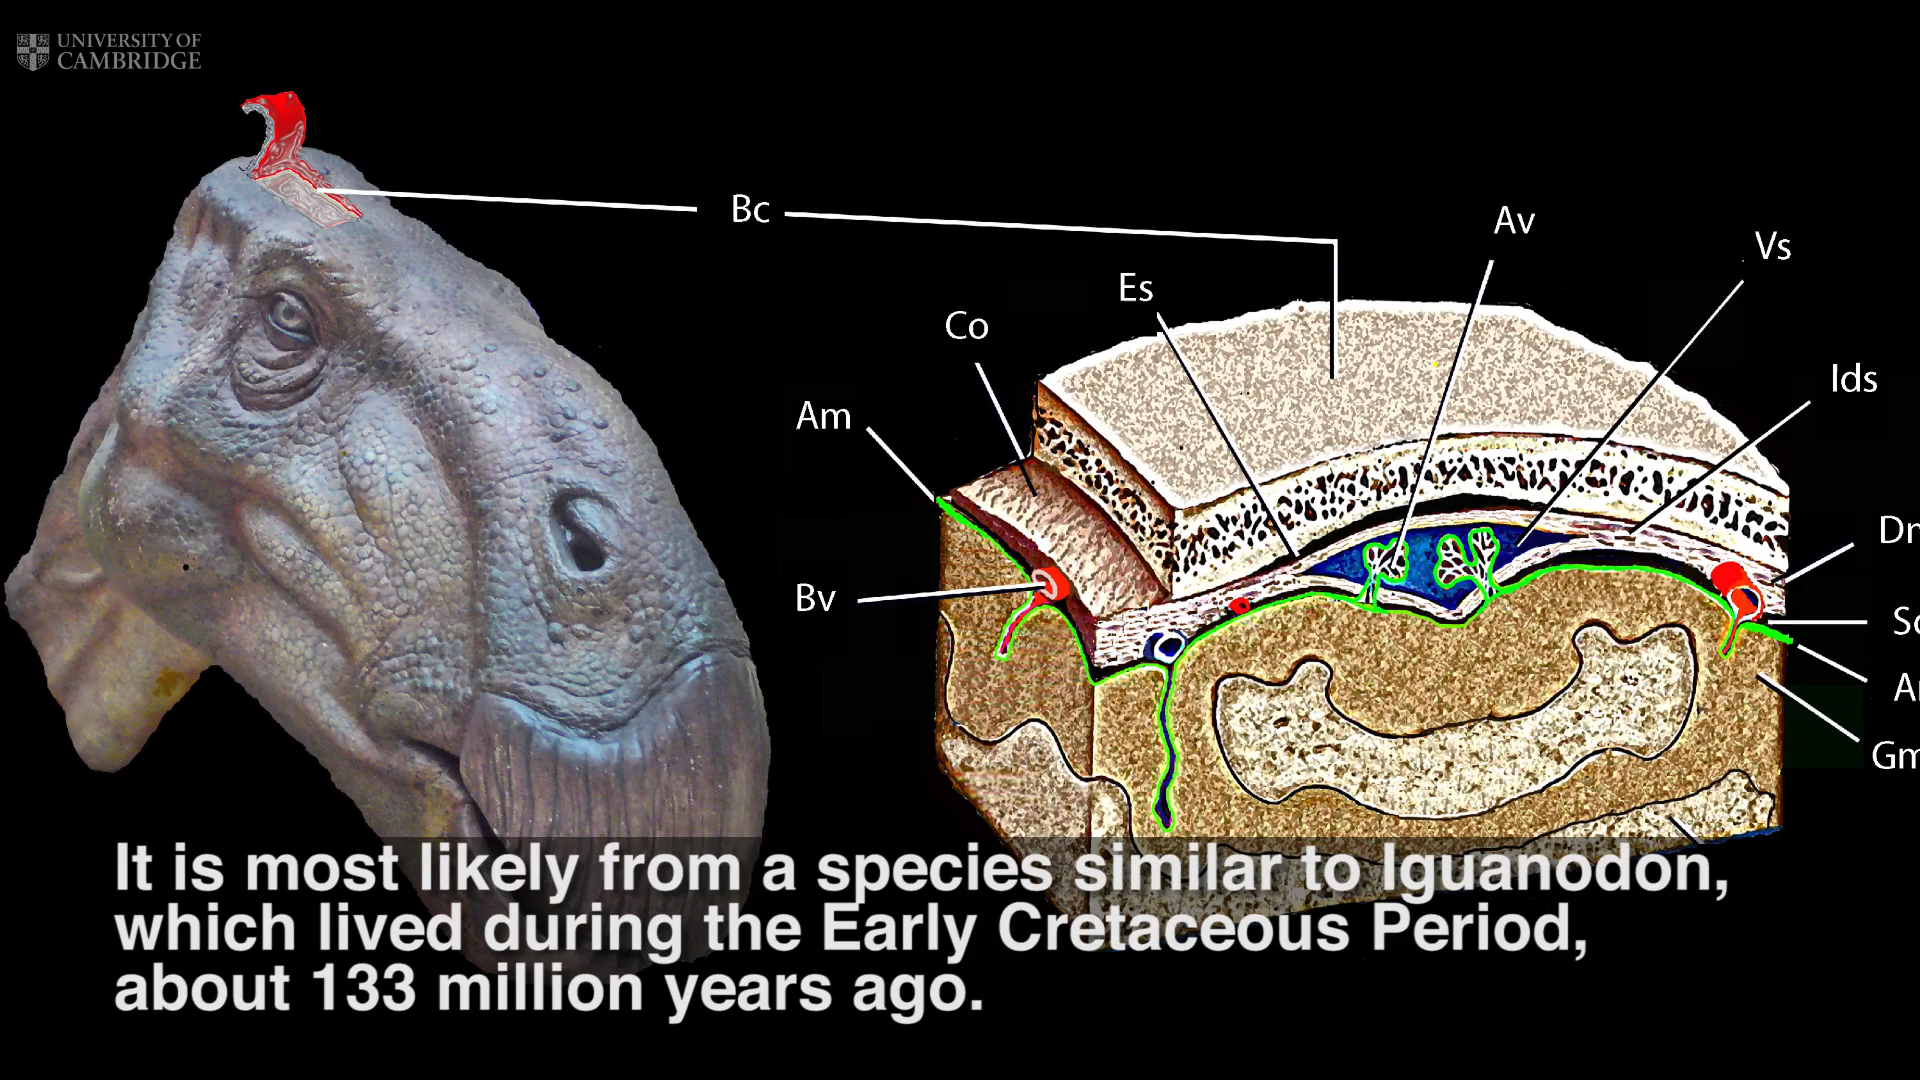 UNIVERSITY OF
CAMBRIDGE
Bc
Av
Vs
Es
Co
Ids
Am
Bv
It is most likely from a species similar to Iguanodon,
which lived during the Early Cretaceous Period,
about 133 million years ago.